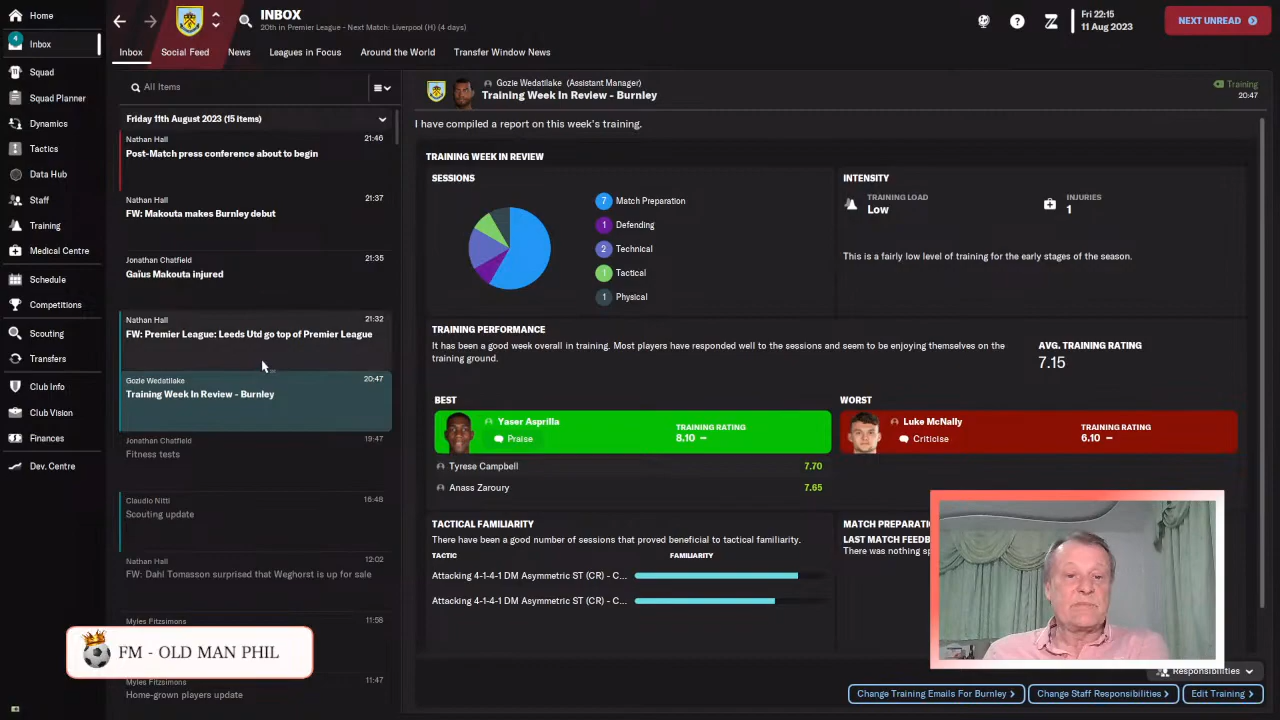 Home
4
Inbox
Squad
Squad Planner
Dynamics
Tactics
Data Hub
Staff
Training
Medical Centre
Schedule
Competitions
Scouting
Transfers
Club Info
Club Vision
Finances
Dev. Centre
INBOX
20th in Premier League - Next Match: Liverpool (H) (4 days)
Fri 22:15
11 Aug 2023
NEXT UNREAD
Inbox
Social Feed
News
Leagues in Focus
Around the World
Transfer Window News
All Items
Friday 11th August 2023 (15 items)
Nathan Hall 21:46
Post-Match press conference about to begin
Nathan Hall 21:37
FW: Makouta makes Burnley debut
Jonathan Chatfield 21:35
Gaïus Makouta injured
Nathan Hall 21:32
FW: Premier League: Leeds Utd go top of Premier League
Gozie Wedatilake 20:47
Training Week In Review - Burnley
Jonathan Chatfield 19:47
Fitness tests
Claudio Nitti 16:48
Scouting update
Nathan Hall 12:02
FW: Dahl Tomasson surprised that Weghorst is up for sale
Myles Fitzsimons 11:58
FM - OLD MAN PHIL
Myles Fitzsimons 11:47
Home-grown players update
Gozie Wedatilake (Assistant Manager)
Training Week In Review - Burnley
Training
20:47
I have compiled a report on this week's training.
TRAINING WEEK IN REVIEW
SESSIONS
7 Match Preparation
1 Defending
2 Technical
1 Tactical
1 Physical
INTENSITY
TRAINING LOAD
Low
INJURIES
1
This is a fairly low level of training for the early stages of the season.
TRAINING PERFORMANCE
It has been a good week overall in training. Most players have responded well to the sessions and seem to be enjoying themselves on the
training ground.
AVG. TRAINING RATING
7.15
BEST
Yaser Asprilla
Praise
TRAINING RATING
8.10 –
Tyrese Campbell 7.70
Anass Zaroury 7.65
WORST
Luke McNally
Criticise
TRAINING RATING
6.10 –
TACTICAL FAMILIARITY
There have been a good number of sessions that proved beneficial to tactical familiarity.
TACTIC FAMILIARITY
Attacking 4-1-4-1 DM Asymmetric ST (CR) - C...
Attacking 4-1-4-1 DM Asymmetric ST (CR) - C...
MATCH
LAST MATCH
There was nothing
Responsibilities
Change Training Emails For Burnley >
Change Staff Responsibilities >
Edit Training >